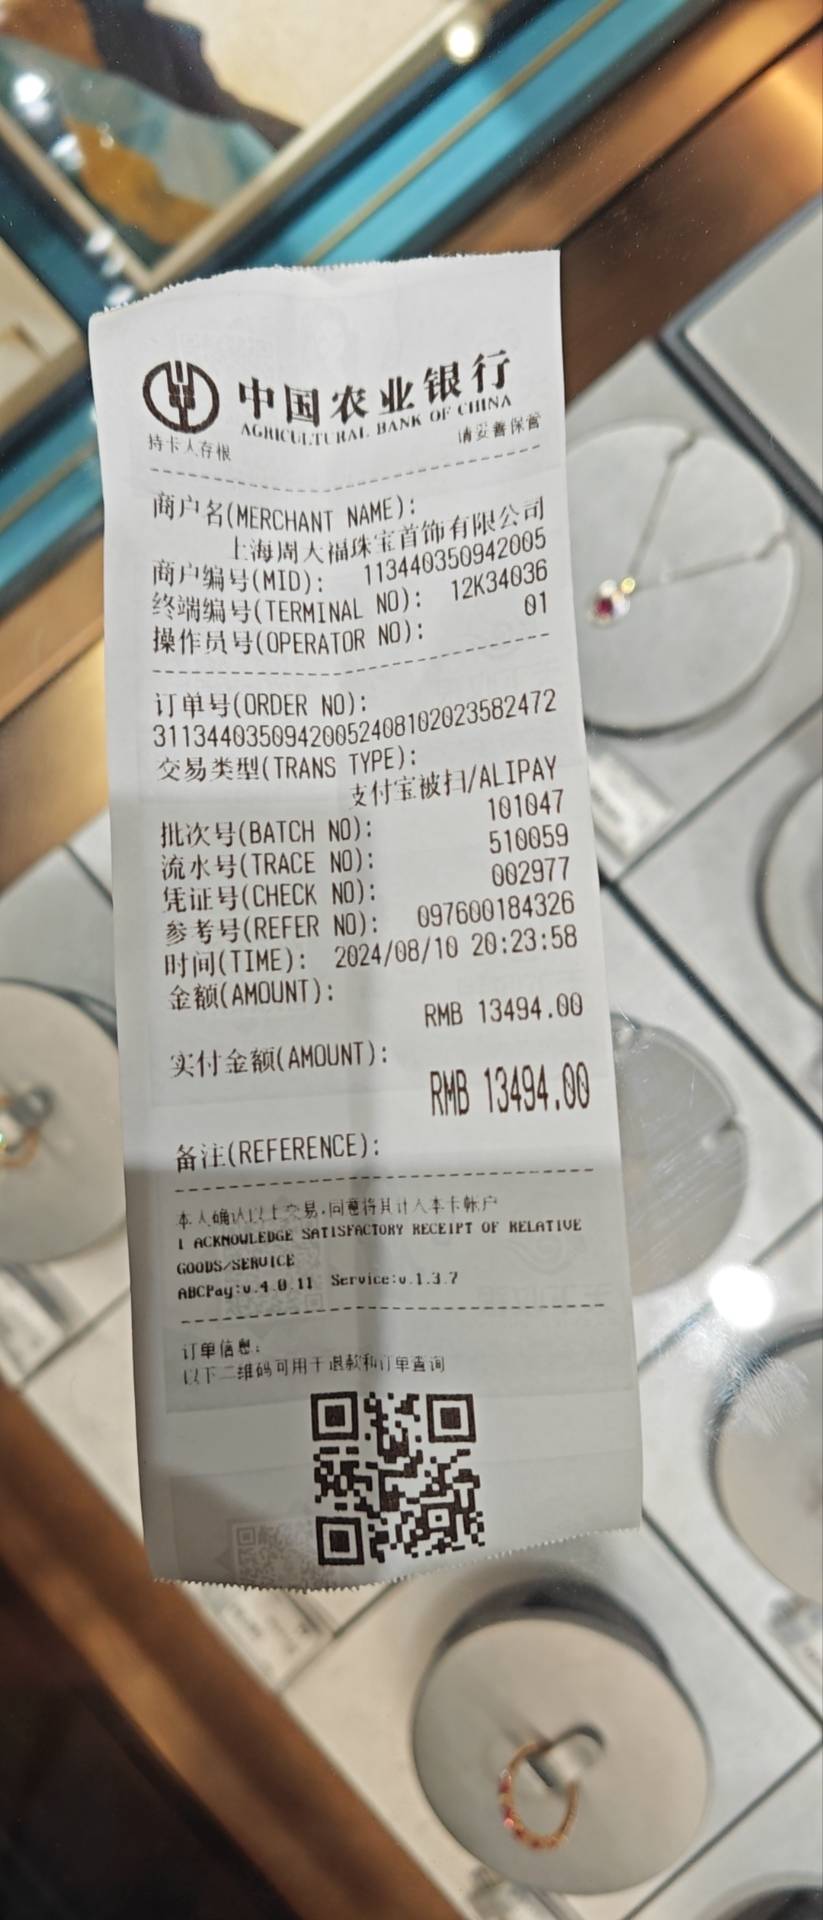 中国农业银行
AGRICULTURAL BANK OF CHINA
持卡人存根 请妥善保管
商户名(MERCHANT NAME):
上海周大福珠宝首饰有限公司
商户编号(MID): 113440350942005
终端编号(TERMINAL NO): 12K34036
操作员号(OPERATOR NO): 01
订单号(ORDER NO):
31134403509420052408102023582472
交易类型(TRANS TYPE):
支付宝被扫/ALIPAY
批次号(BATCH NO): 101047
流水号(TRACE NO): 510059
凭证号(CHECK NO): 002977
参考号(REFER NO): 097600184326
时间(TIME): 2024/08/10 20:23:58
金额(AMOUNT):
RMB 13494.00
实付金额(AMOUNT):
RMB 13494.00
备注(REFERENCE):
本人确认以上交易,同意将其计入本卡帐户
I ACKNOWLEDGE SATISFACTORY RECEIPT OF RELATIVE
GOODS/SERVICE
ABCPay:v.4.0.11 Service:v.1.3.7
订单信息:
以下二维码可用于退款和订单查询